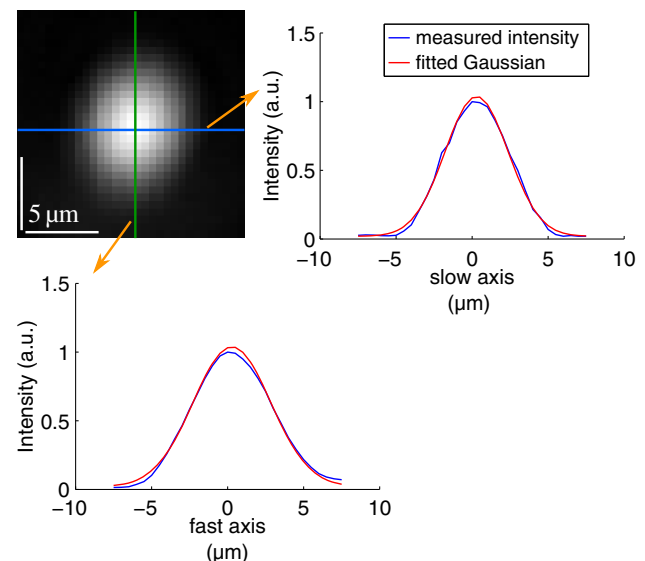 5 µm
1.5
1
0.5
0
Intensity (a.u.)
measured intensity
fitted Gaussian
−10 −5 0 5 10
slow axis
(µm)
1.5
1
0.5
0
Intensity (a.u.)
−10 −5 0 5 10
fast axis
(µm)